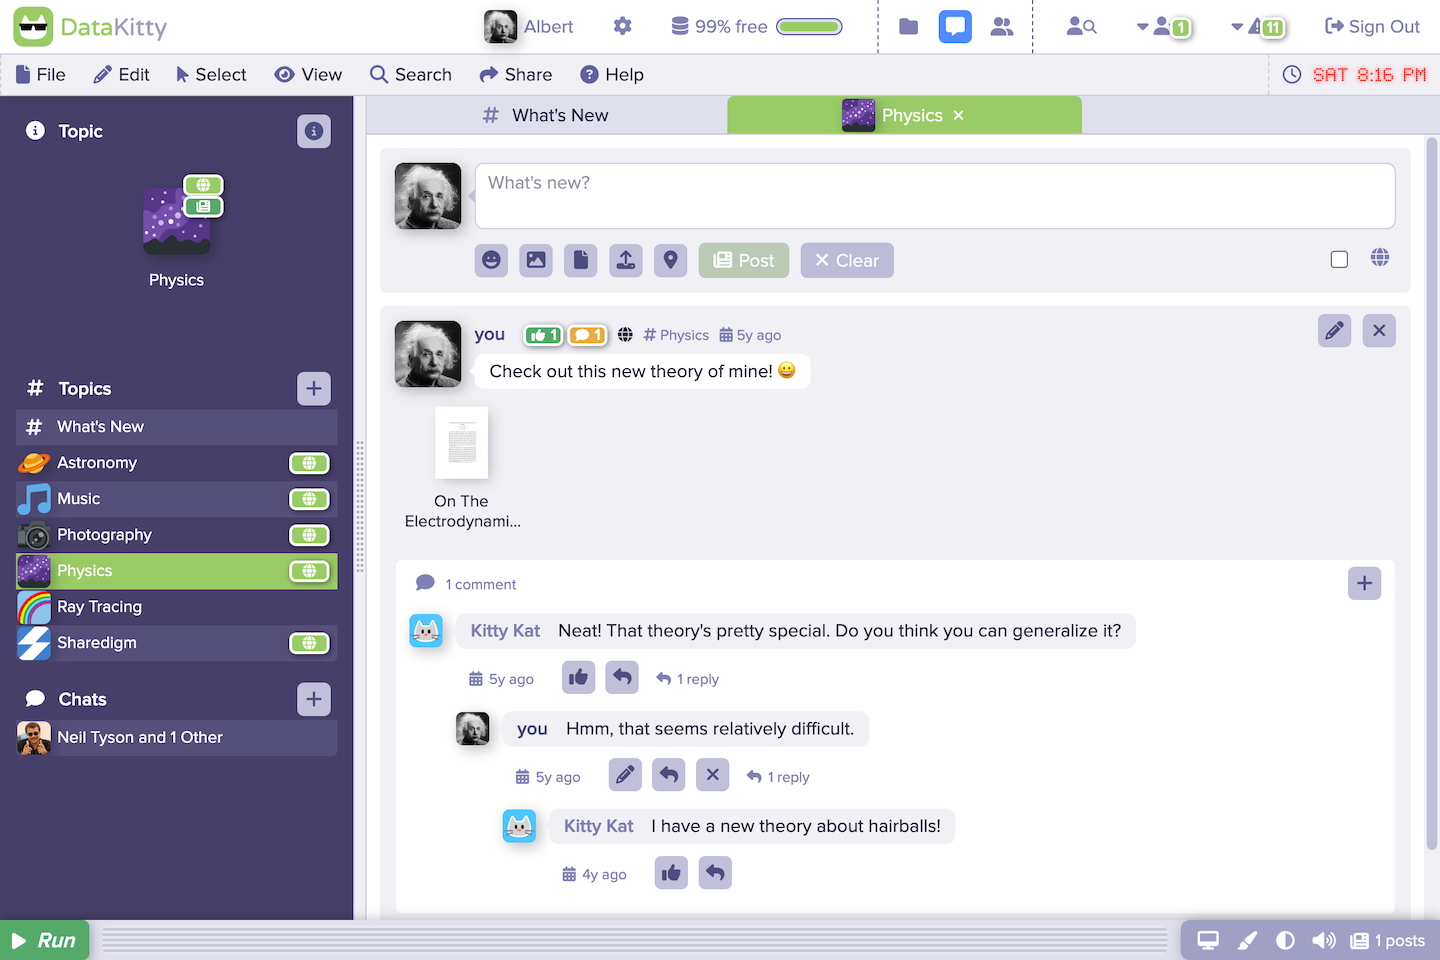 DataKitty
Albert
99% free
1
11
Sign Out
File
Edit
Select
View
Search
Share
Help
SAT 8:16 PM
Topic
Physics
# Topics
# What's New
Astronomy
Music
Photography
Physics
Ray Tracing
Sharedigm
Chats
Neil Tyson and 1 Other
# What's New
Physics
What's new?
Post
Clear
you
1
1
# Physics
5y ago
Check out this new theory of mine! 😀
On The
Electrodynami...
1 comment
Kitty Kat Neat! That theory's pretty special. Do you think you can generalize it?
5y ago
1 reply
you Hmm, that seems relatively difficult.
5y ago
1 reply
Kitty Kat I have a new theory about hairballs!
4y ago
Run
1 posts